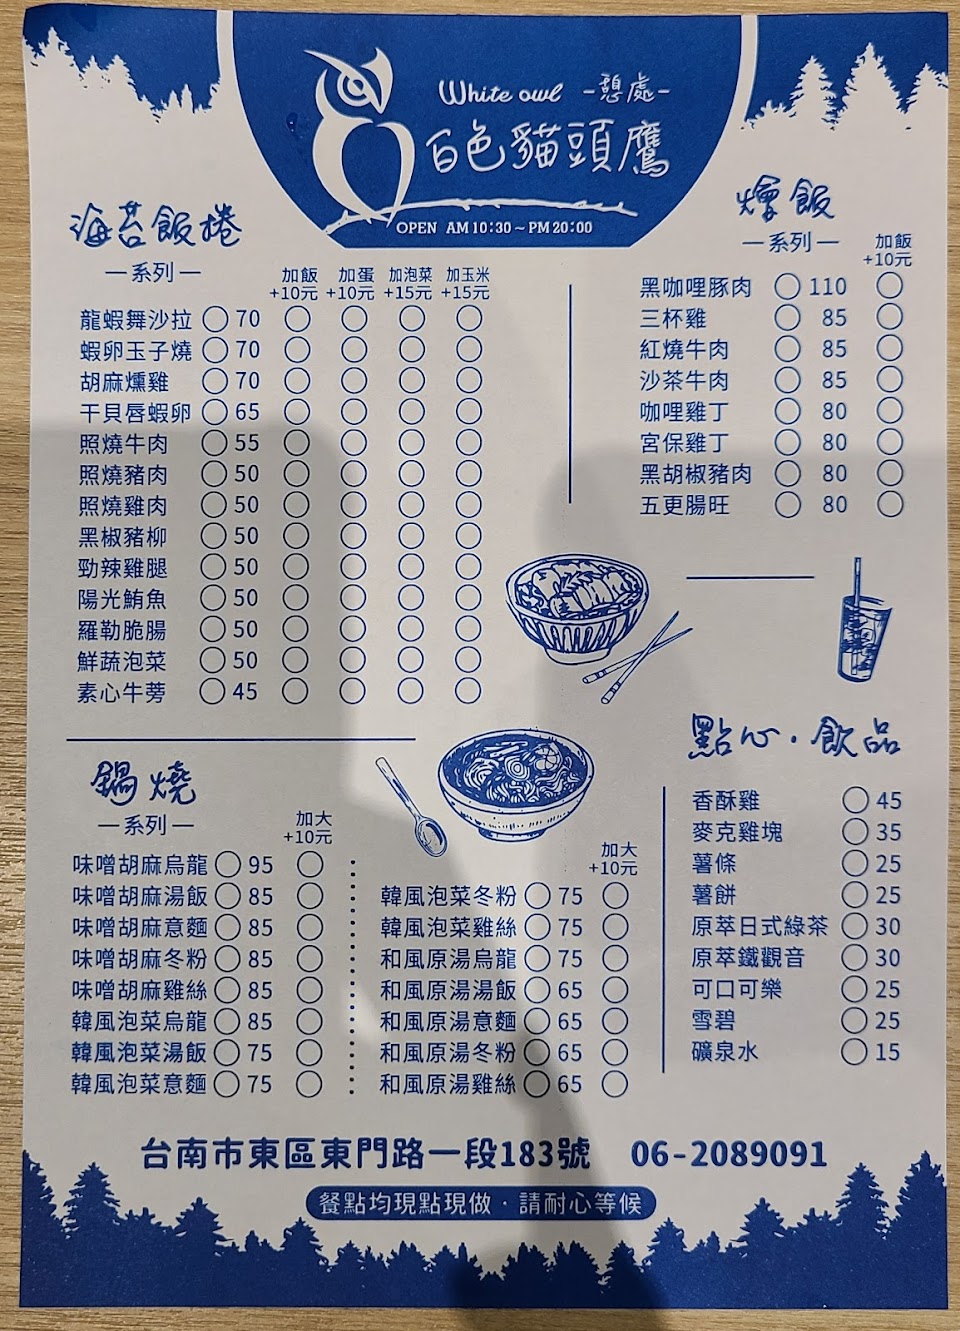 White owl -憩處-
白色貓頭鷹
OPEN AM 10:30~PM 20:00
海苔飯捲
—系列—
加飯 加蛋 加泡菜 加玉米
+10元 +10元 +15元 +15元
龍蝦舞沙拉 70
蝦卵玉子燒 70
胡麻燻雞 70
干貝唇蝦卵 65
照燒牛肉 55
照燒豬肉 50
照燒雞肉 50
黑椒豬柳 50
勁辣雞腿 50
陽光鮪魚 50
羅勒脆腸 50
鮮蔬泡菜 50
素心牛蒡 45
燴飯
—系列—
加飯
+10元
黑咖哩豚肉 110
三杯雞 85
紅燒牛肉 85
沙茶牛肉 85
咖哩雞丁 80
宮保雞丁 80
黑胡椒豬肉 80
五更腸旺 80
鍋燒
—系列—
加大
+10元
味噌胡麻烏龍 95
味噌胡麻湯飯 85
味噌胡麻意麵 85
味噌胡麻冬粉 85
味噌胡麻雞絲 85
韓風泡菜烏龍 85
韓風泡菜湯飯 75
韓風泡菜意麵 75
加大
+10元
韓風泡菜冬粉 75
韓風泡菜雞絲 75
和風原湯烏龍 75
和風原湯湯飯 65
和風原湯意麵 65
和風原湯冬粉 65
和風原湯雞絲 65
點心·飲品
香酥雞 45
麥克雞塊 35
薯條 25
薯餅 25
原萃日式綠茶 30
原萃鐵觀音 30
可口可樂 25
雪碧 25
礦泉水 15
台南市東區東門路一段183號 06-2089091
餐點均現點現做·請耐心等候